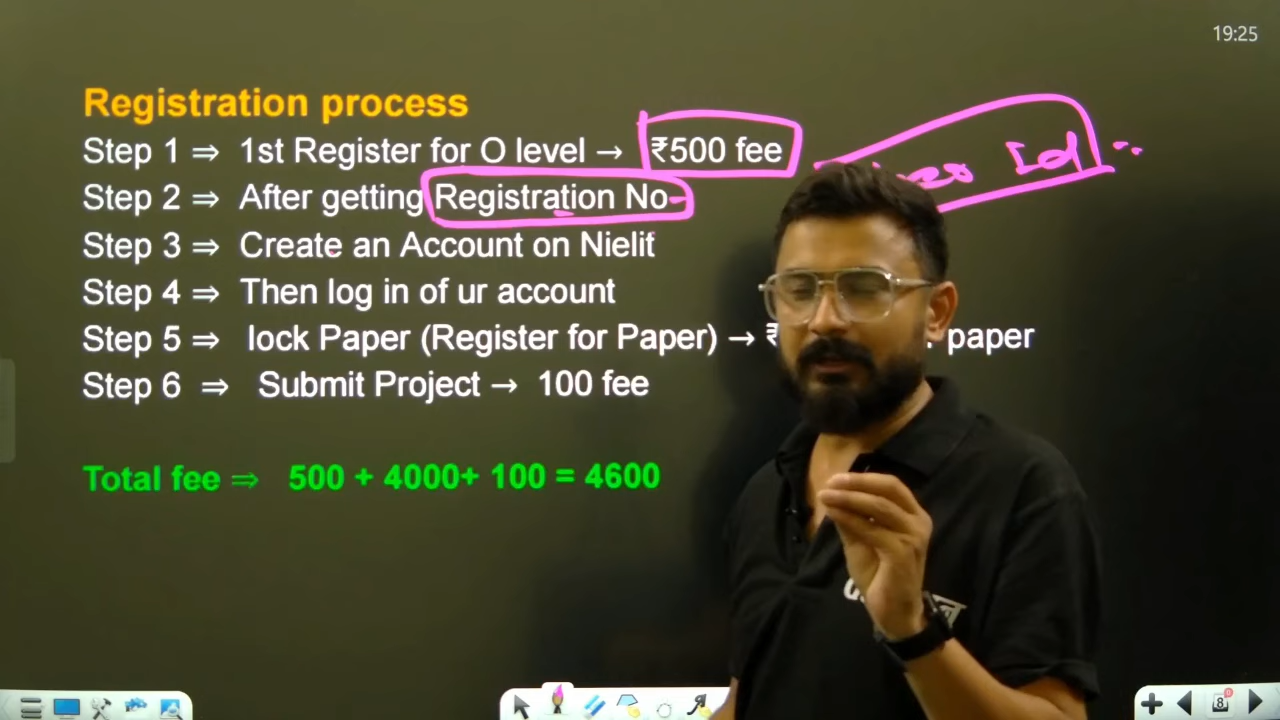 19:25
Registration process
Step 1 ⇒ 1st Register for O level → ₹500 fee
Step 2 ⇒ After getting Registration No
Step 3 ⇒ Create an Account on Nielit
Step 4 ⇒ Then log in of ur account
Step 5 ⇒ lock Paper (Register for Paper) → ₹ paper
Step 6 ⇒ Submit Project → 100 fee
Total fee ⇒ 500 + 4000+ 100 = 4600
8